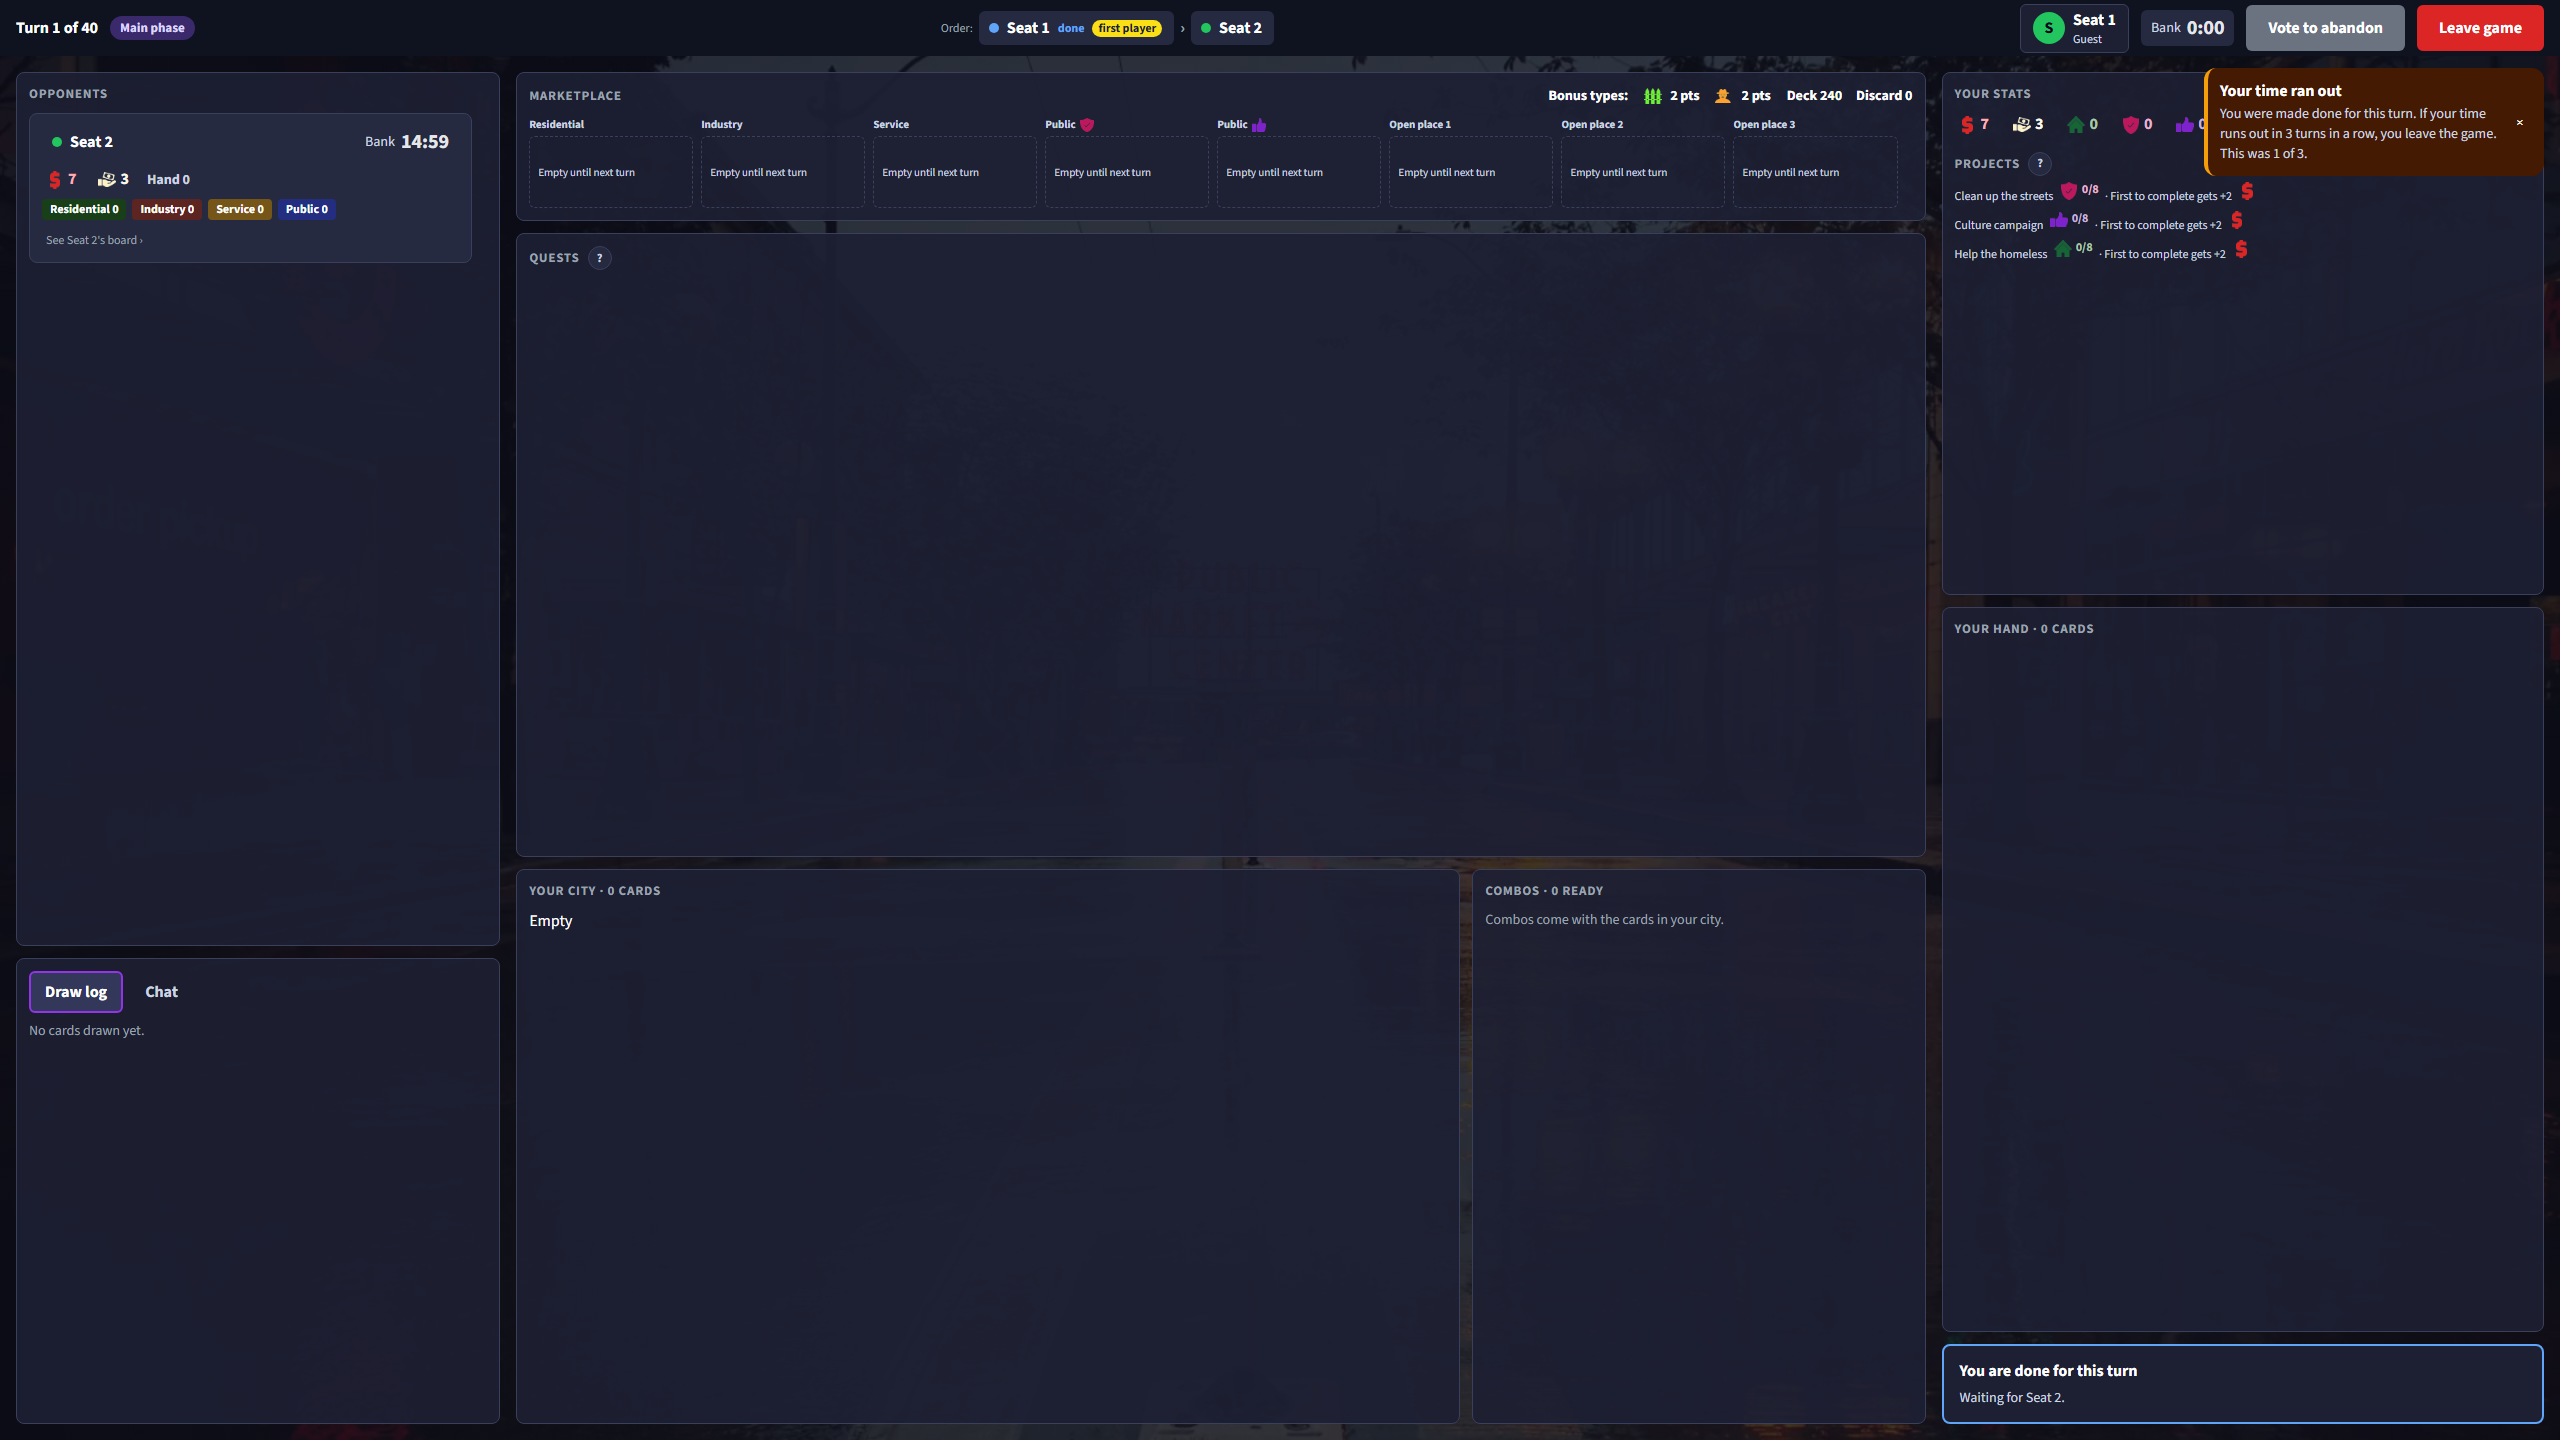 Turn 1 of 40 Main phase
Order: Seat 1 done first player › Seat 2
S Seat 1 Guest
Bank 0:00
Vote to abandon
Leave game
OPPONENTS
Seat 2 Bank 14:59
7 3 Hand 0
Residential 0 Industry 0 Service 0 Public 0
See Seat 2's board ›
Draw log Chat
No cards drawn yet.
MARKETPLACE
Bonus types: 2 pts 2 pts Deck 240 Discard 0
Residential Industry Service Public Public Open place 1 Open place 2 Open place 3
Empty until next turn Empty until next turn Empty until next turn Empty until next turn Empty until next turn Empty until next turn Empty until next turn Empty until next turn
QUESTS ?
YOUR CITY · 0 CARDS
Empty
COMBOS · 0 READY
Combos come with the cards in your city.
YOUR STATS
$ 7 3 0 0 0
Your time ran out
You were made done for this turn. If your time
runs out in 3 turns in a row, you leave the game.
This was 1 of 3.
×
PROJECTS ?
Clean up the streets 0/8 · First to complete gets +2 $
Culture campaign 0/8 · First to complete gets +2 $
Help the homeless 0/8 · First to complete gets +2 $
YOUR HAND · 0 CARDS
You are done for this turn
Waiting for Seat 2.